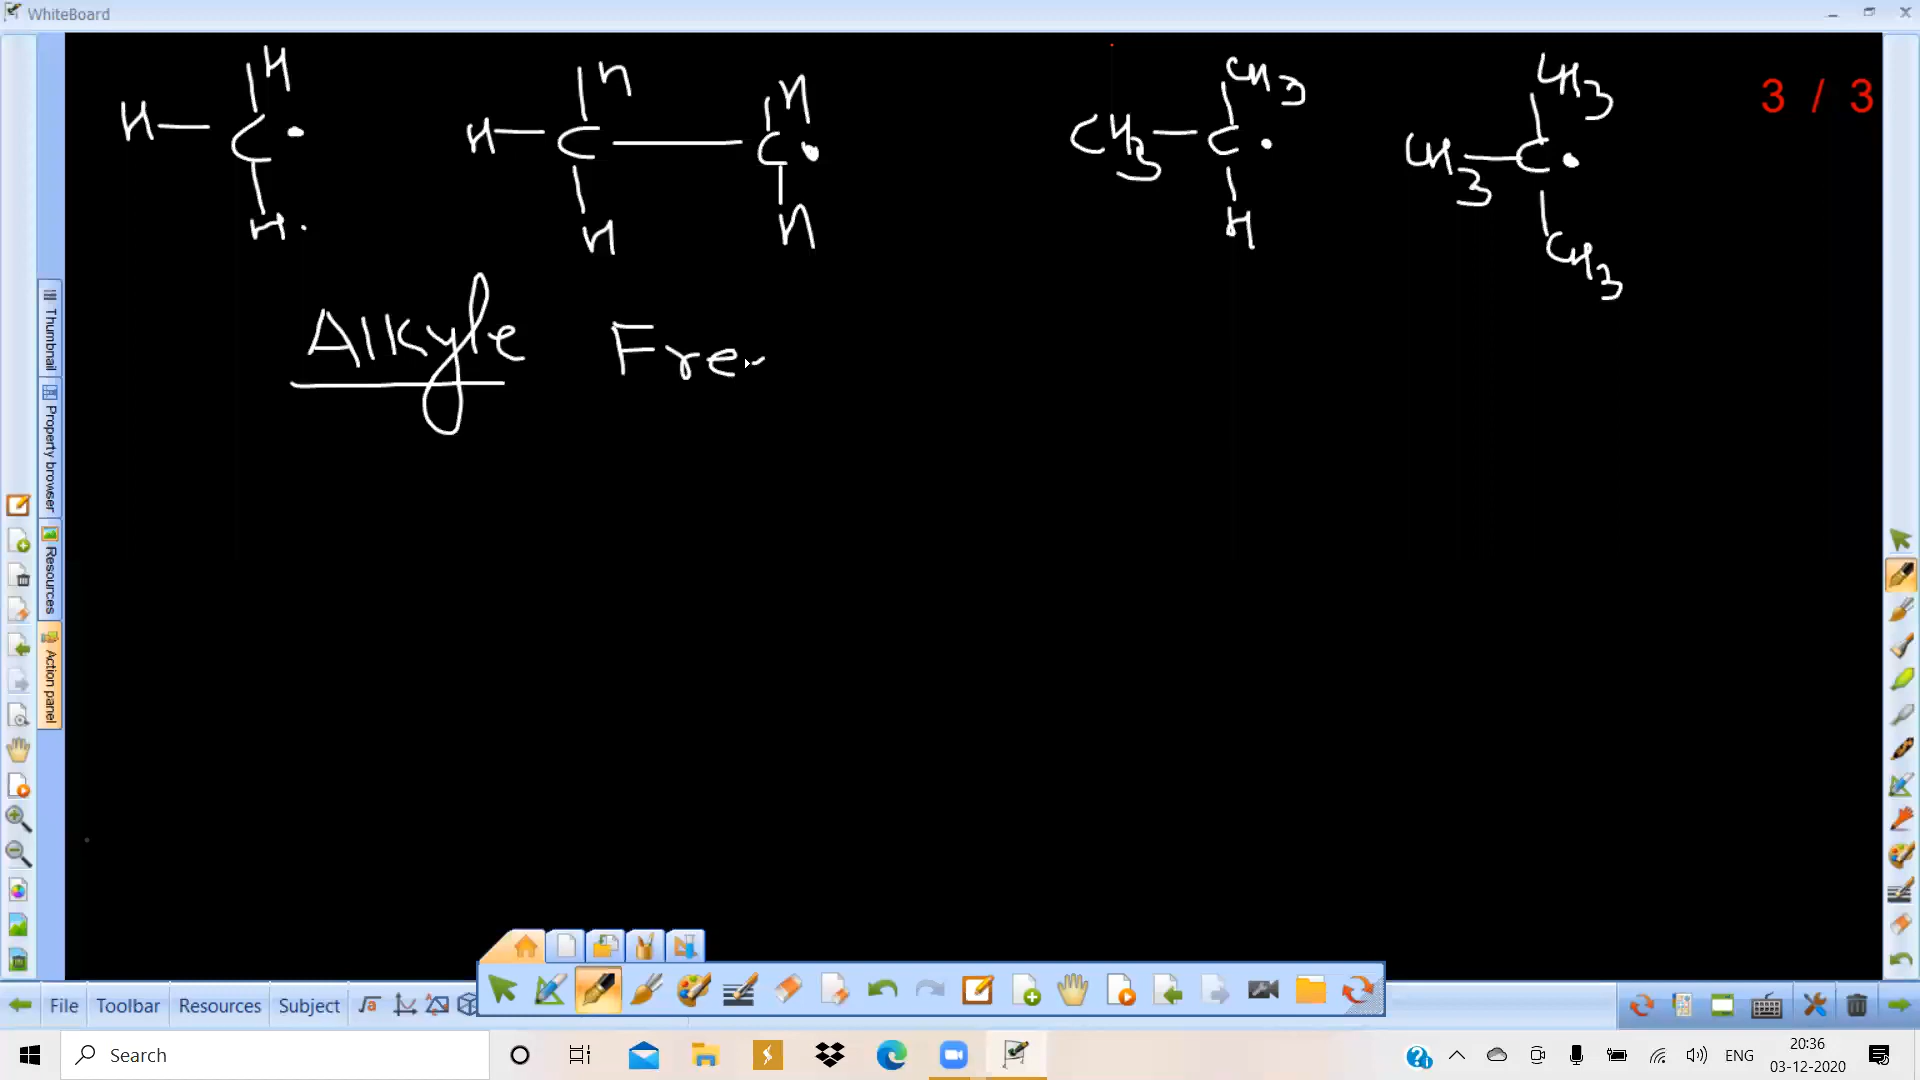 WhiteBoard
3 / 3
H H
H — C •
H .
H H
H — C — C •
H H
CH3
CH3 — C •
H
CH3
CH3 — C •
CH3
Alkyle Fre
Thumbnail
Property browser
Resources
Action panel
File Toolbar Resources Subject
Search
ENG
20:36
03-12-2020